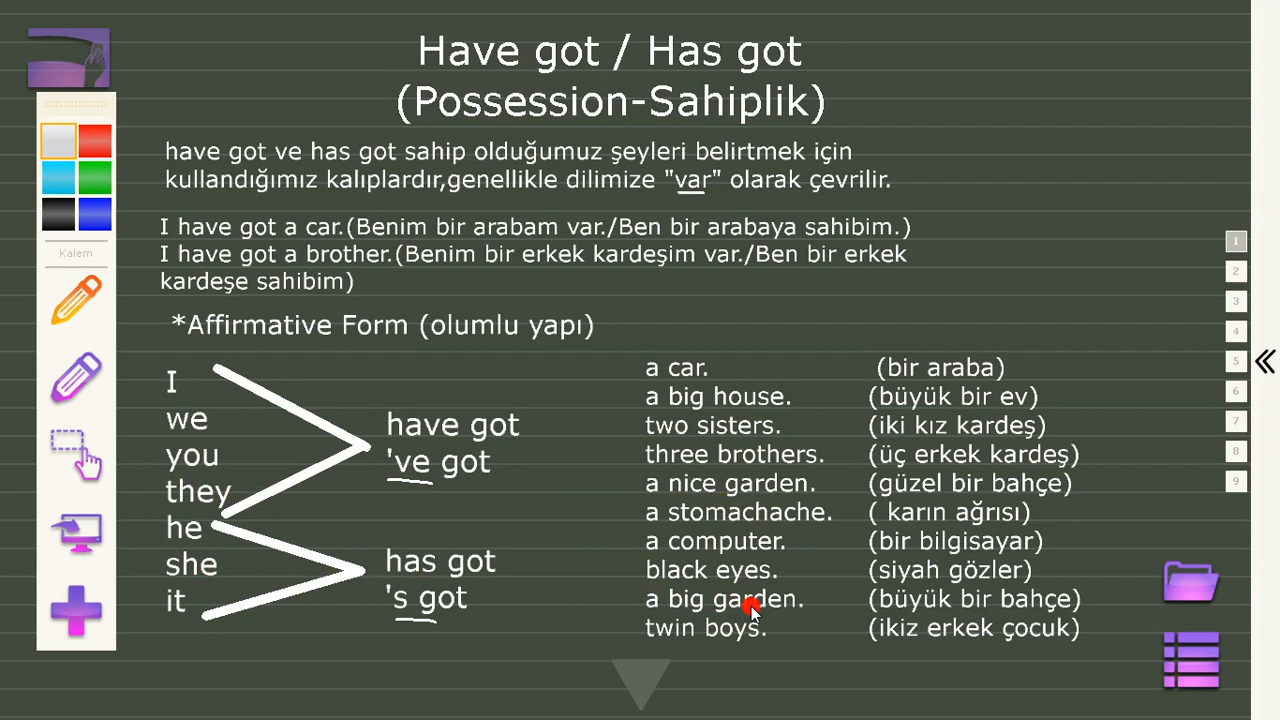 Have got / Has got
(Possession-Sahiplik)
have got ve has got sahip olduğumuz şeyleri belirtmek için
kullandığımız kalıplardır,genellikle dilimize "var" olarak çevrilir.
I have got a car.(Benim bir arabam var./Ben bir arabaya sahibim.)
I have got a brother.(Benim bir erkek kardeşim var./Ben bir erkek
kardeşe sahibim)
*Affirmative Form (olumlu yapı)
I
we
you
they
he
she
it
have got
've got
has got
's got
a car. (bir araba)
a big house. (büyük bir ev)
two sisters. (iki kız kardeş)
three brothers. (üç erkek kardeş)
a nice garden. (güzel bir bahçe)
a stomachache. ( karın ağrısı)
a computer. (bir bilgisayar)
black eyes. (siyah gözler)
a big garden. (büyük bir bahçe)
twin boys. (ikiz erkek çocuk)
Kalem
1
2
3
4
5
6
7
8
9